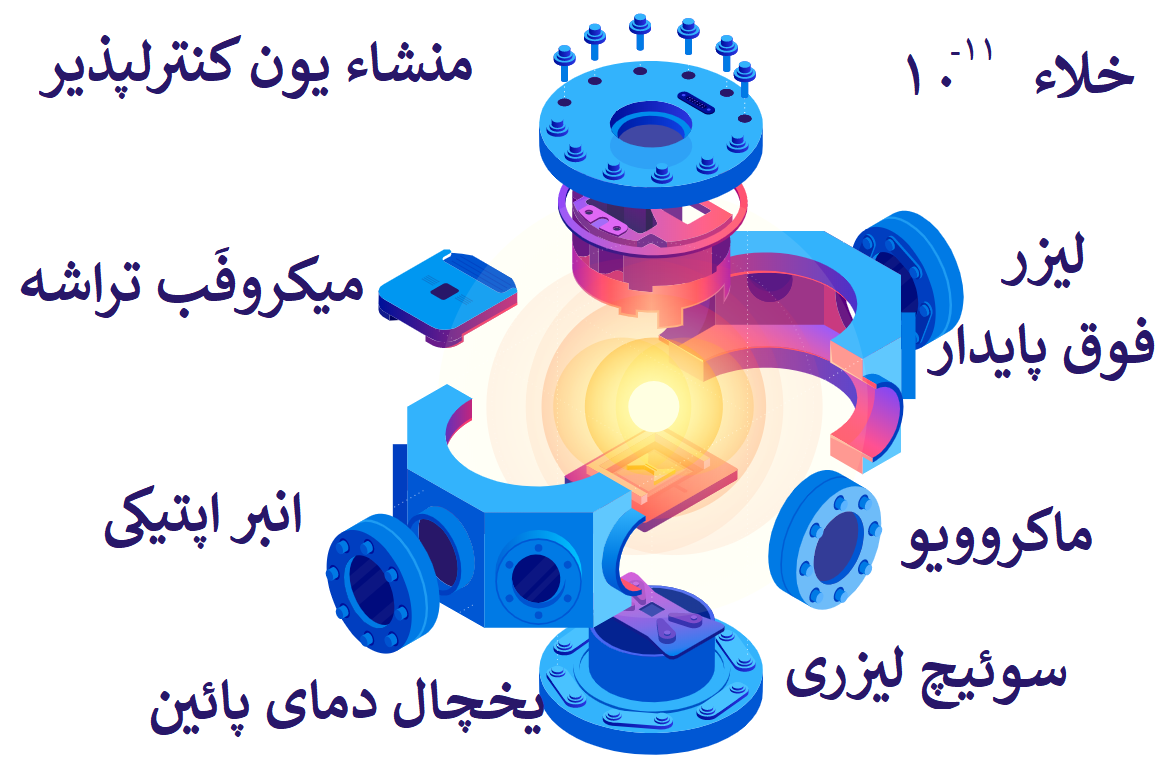 منشاء یون کنترلپذیر
خلاء ۱۰⁻¹¹
میکروفَب تراشه
لیزر
فوق پایدار
انبر اپتیکی
ماکروویو
سوئیچ لیزری
یخچال دمای پائین